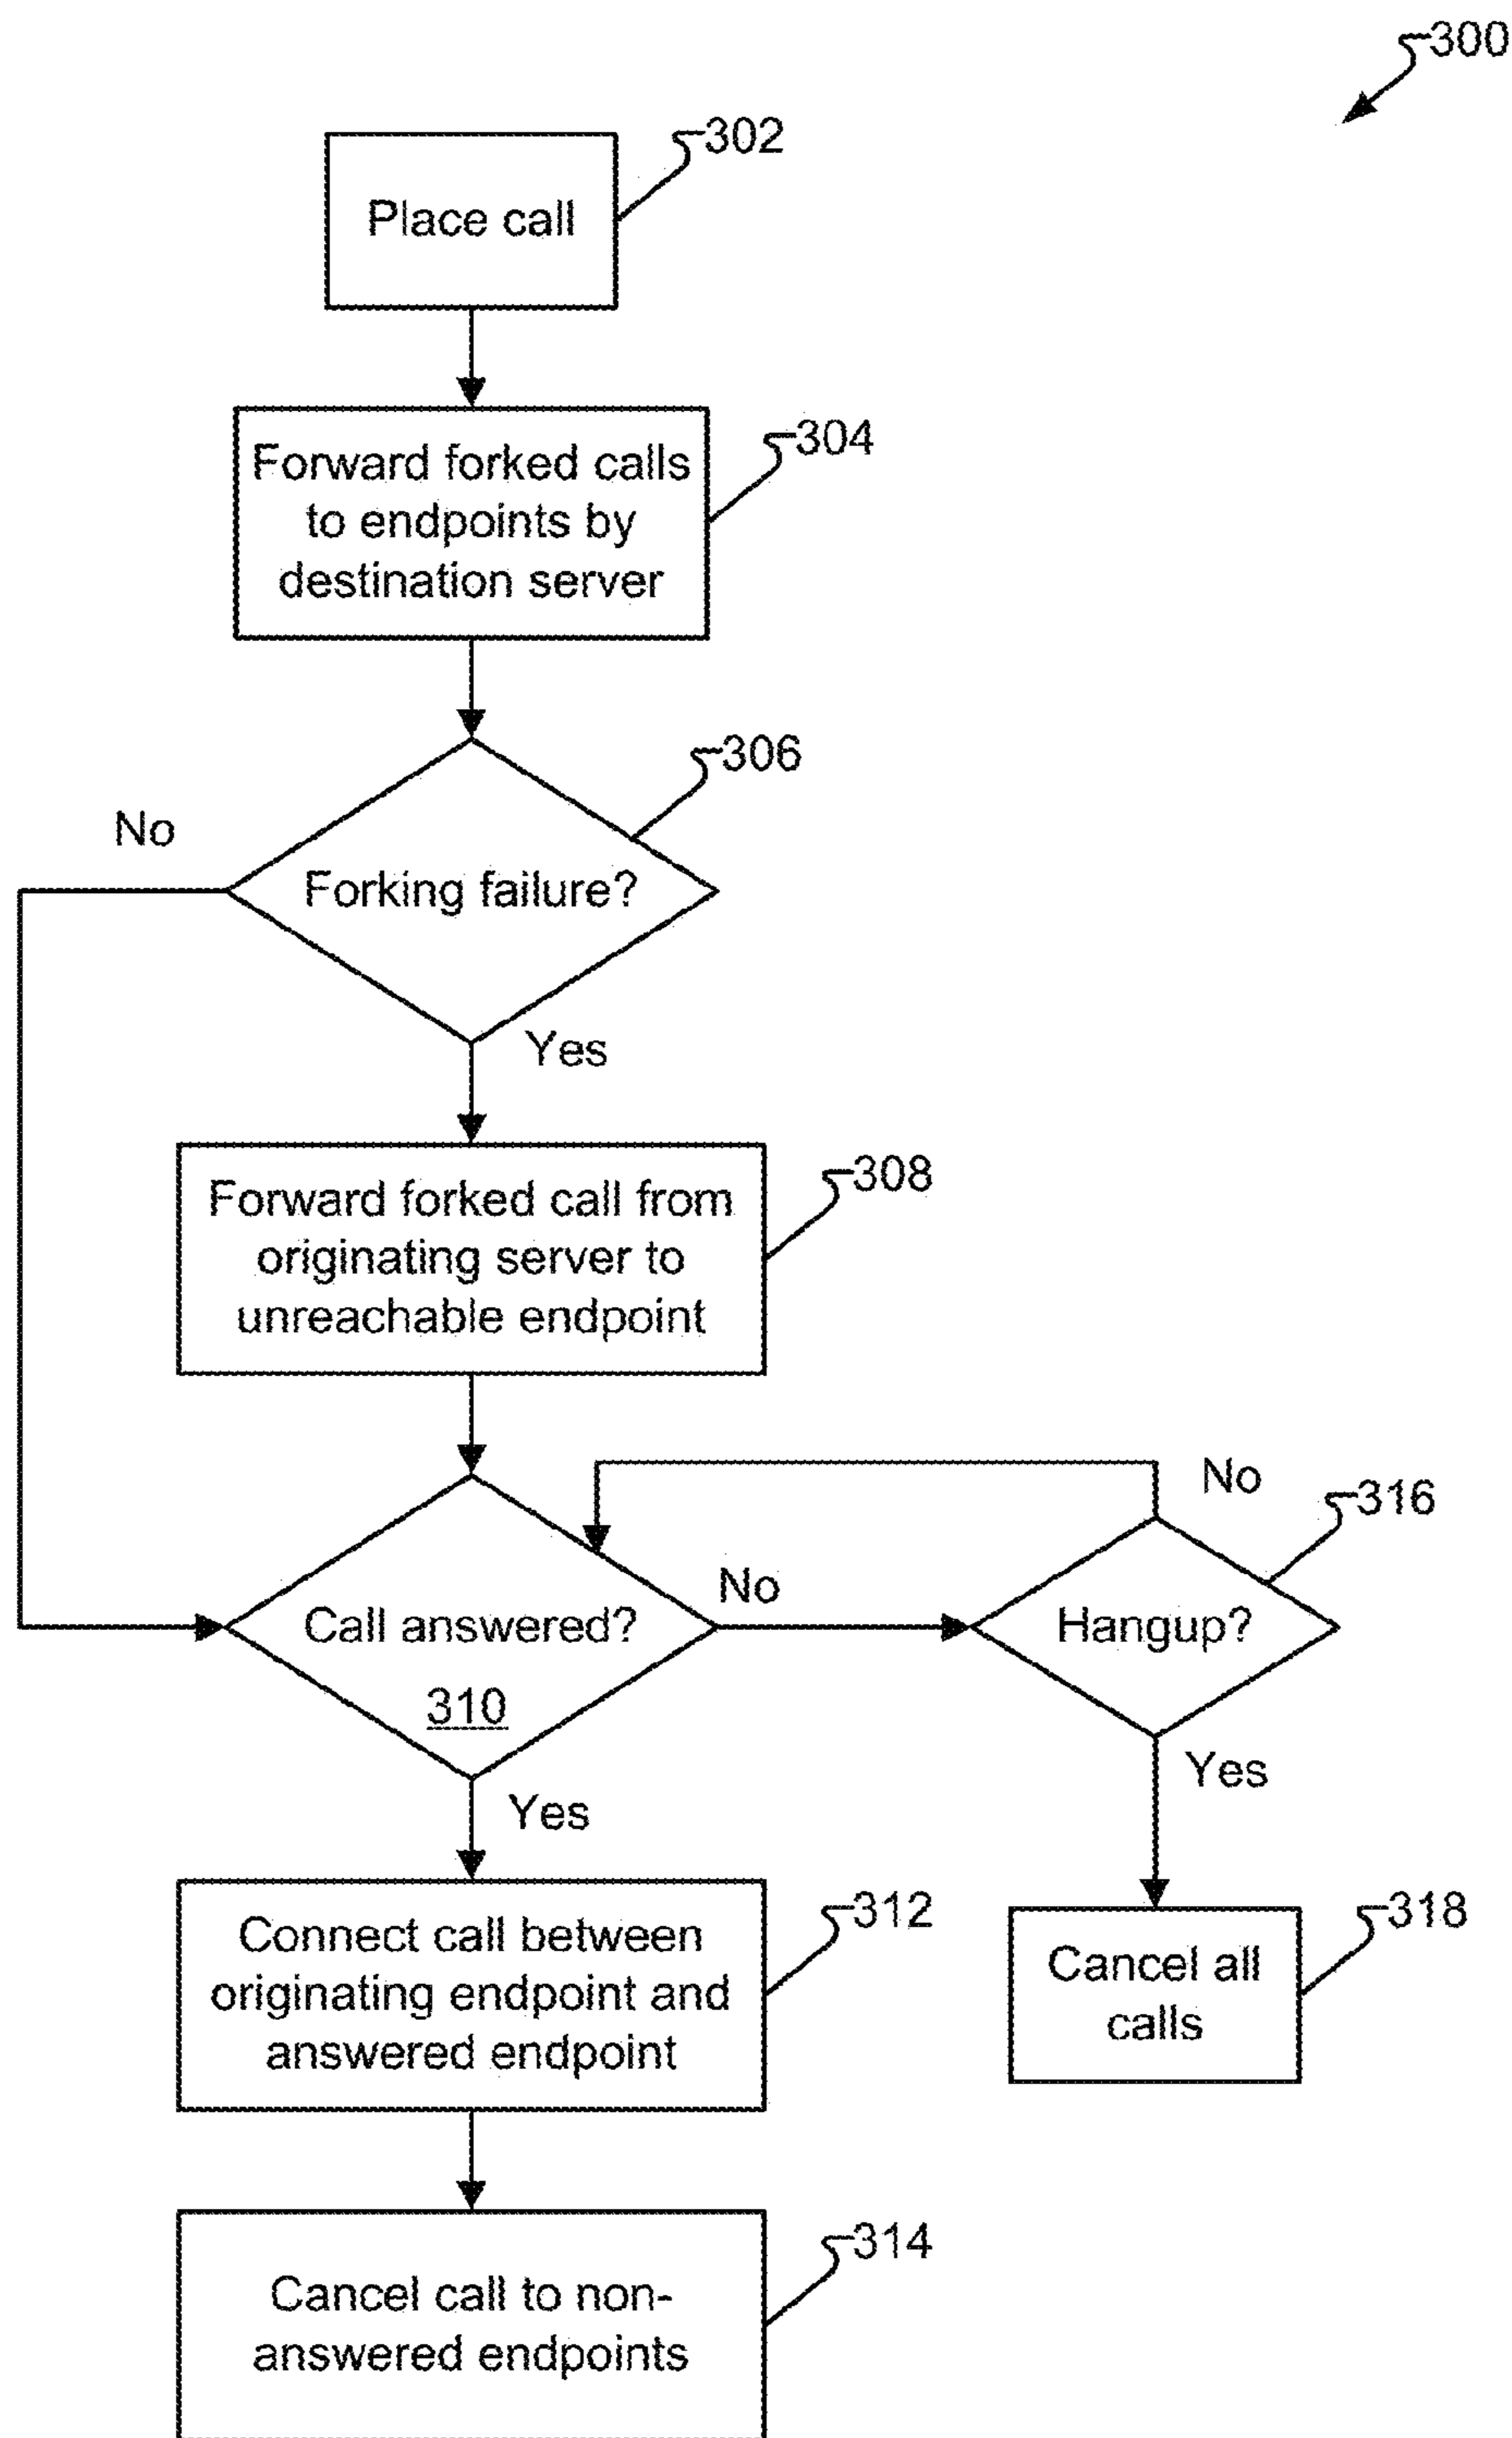 300
302
Place call
304
Forward forked calls
to endpoints by
destination server
306
No
Forking failure?
Yes
308
Forward forked call from
originating server to
unreachable endpoint
No
316
No
Call answered?
Hangup?
310
Yes
Yes
312
Connect call between
originating endpoint and
answered endpoint
318
Cancel all
calls
314
Cancel call to non-
answered endpoints